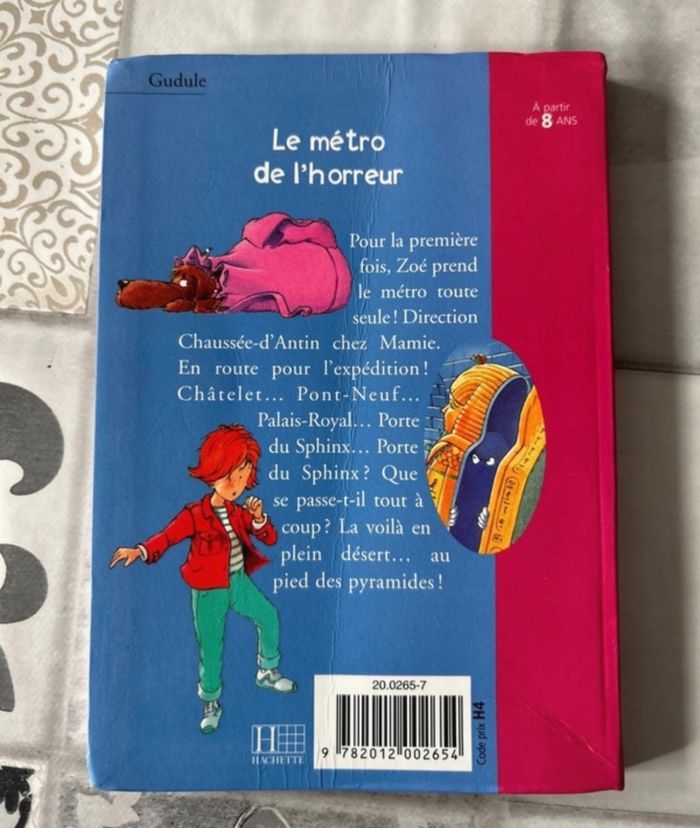 Gudule
À partir
de 8 ANS
Le métro
de l'horreur
Pour la première
fois, Zoé prend
le métro toute
seule ! Direction
Chaussée-d'Antin chez Mamie.
En route pour l'expédition !
Châtelet... Pont-Neuf...
Palais-Royal... Porte
du Sphinx... Porte
du Sphinx ? Que
se passe-t-il tout à
coup ? La voilà en
plein désert... au
pied des pyramides !
20.0265-7
9 782012 002654
Code prix H4
H
HACHETTE